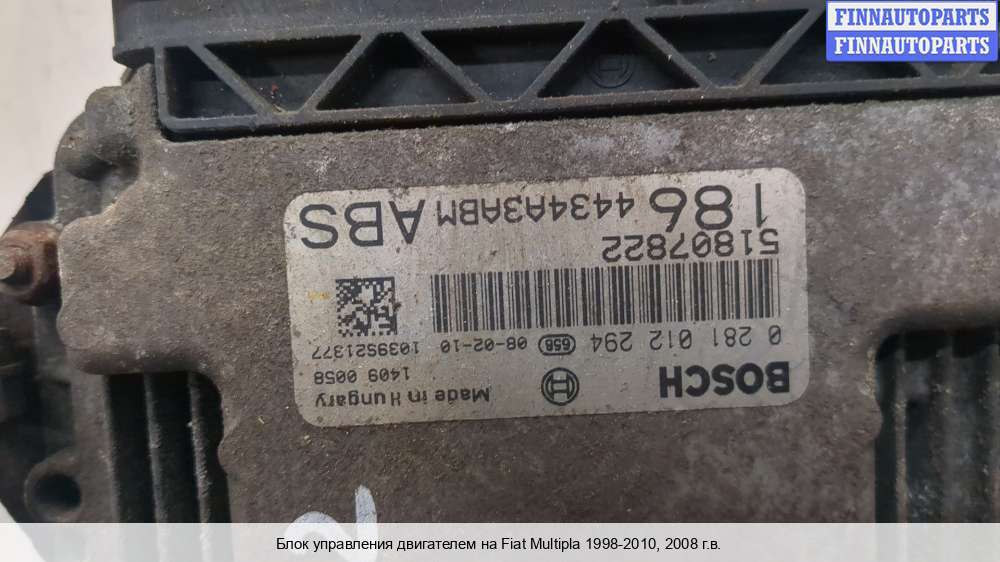 FINNAUTOPARTS
FINNAUTOPARTS
BOSCH
Made in Hungary
1409 0058
0 281 012 294 658 08-02-10 1039S21377
51807822
186 4434A3ABM ABS
Блок управления двигателем на Fiat Multipla 1998-2010, 2008 г.в.